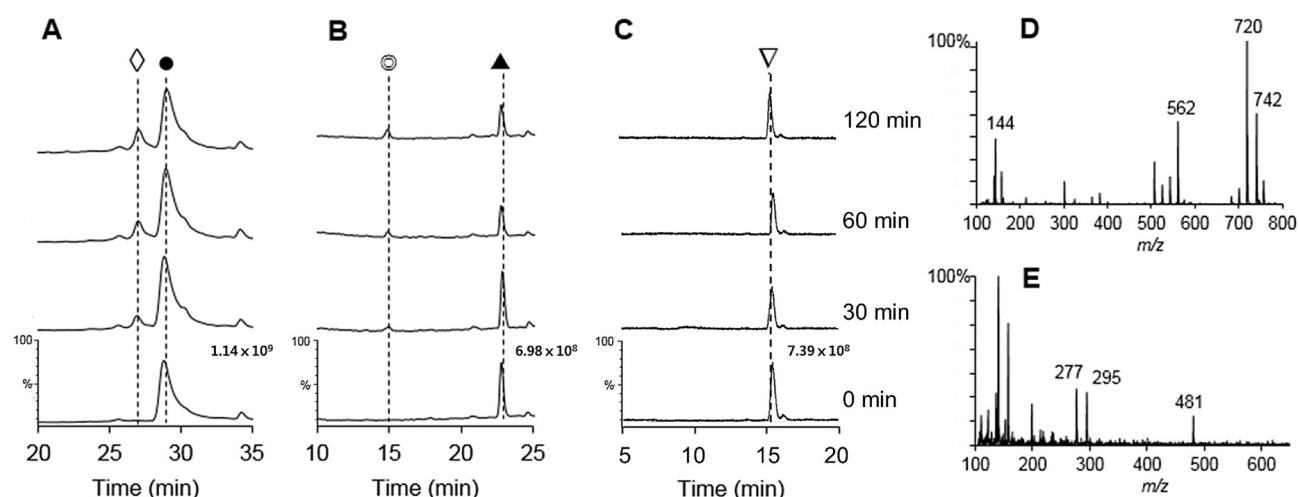 A
B
C
D
E
120 min
60 min
30 min
0 min
100
%
1.14 x 10⁹
20 25 30 35
Time (min)
100
%
6.98 x 10⁸
10 15 20 25
Time (min)
7.39 x 10⁸
5 10 15 20
Time (min)
100%
720
742
562
144
100 200 300 400 500 600 700 800
m/z
100%
277
295
481
100 200 300 400 500 600
m/z